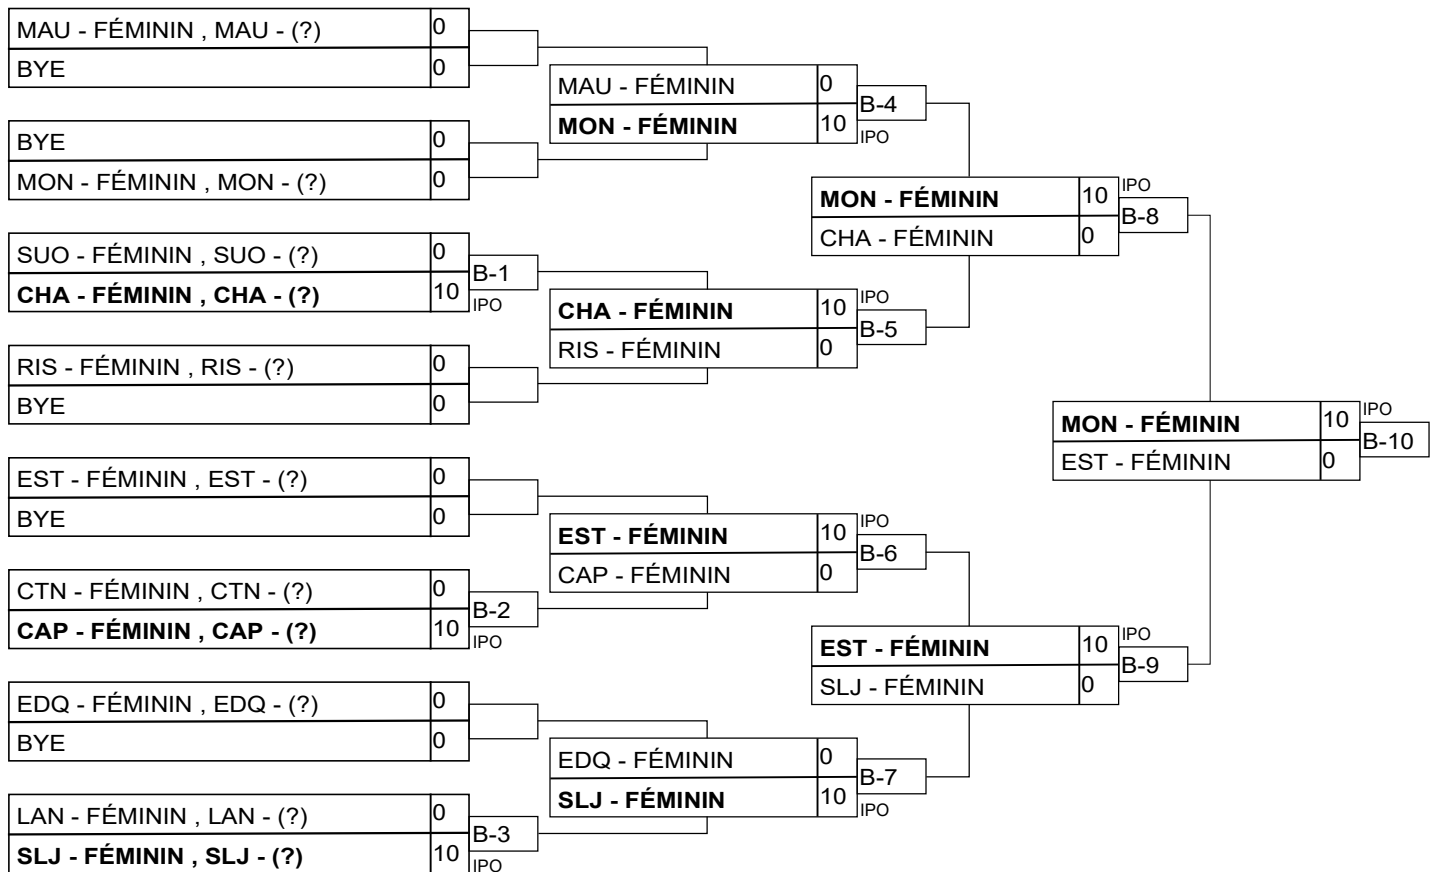 MAU - FÉMININ , MAU - (?) 0
BYE 0
BYE 0
MON - FÉMININ , MON - (?) 0
SUO - FÉMININ , SUO - (?) 0
B-1
CHA - FÉMININ , CHA - (?) 10 IPO
RIS - FÉMININ , RIS - (?) 0
BYE 0
EST - FÉMININ , EST - (?) 0
BYE 0
CTN - FÉMININ , CTN - (?) 0
B-2
CAP - FÉMININ , CAP - (?) 10 IPO
EDQ - FÉMININ , EDQ - (?) 0
BYE 0
LAN - FÉMININ , LAN - (?) 0
B-3
SLJ - FÉMININ , SLJ - (?) 10 IPO
MAU - FÉMININ 0
B-4
MON - FÉMININ 10 IPO
CHA - FÉMININ 10 IPO
B-5
RIS - FÉMININ 0
EST - FÉMININ 10 IPO
B-6
CAP - FÉMININ 0
EDQ - FÉMININ 0
B-7
SLJ - FÉMININ 10 IPO
MON - FÉMININ 10 IPO
B-8
CHA - FÉMININ 0
EST - FÉMININ 10 IPO
B-9
SLJ - FÉMININ 0
MON - FÉMININ 10 IPO
B-10
EST - FÉMININ 0